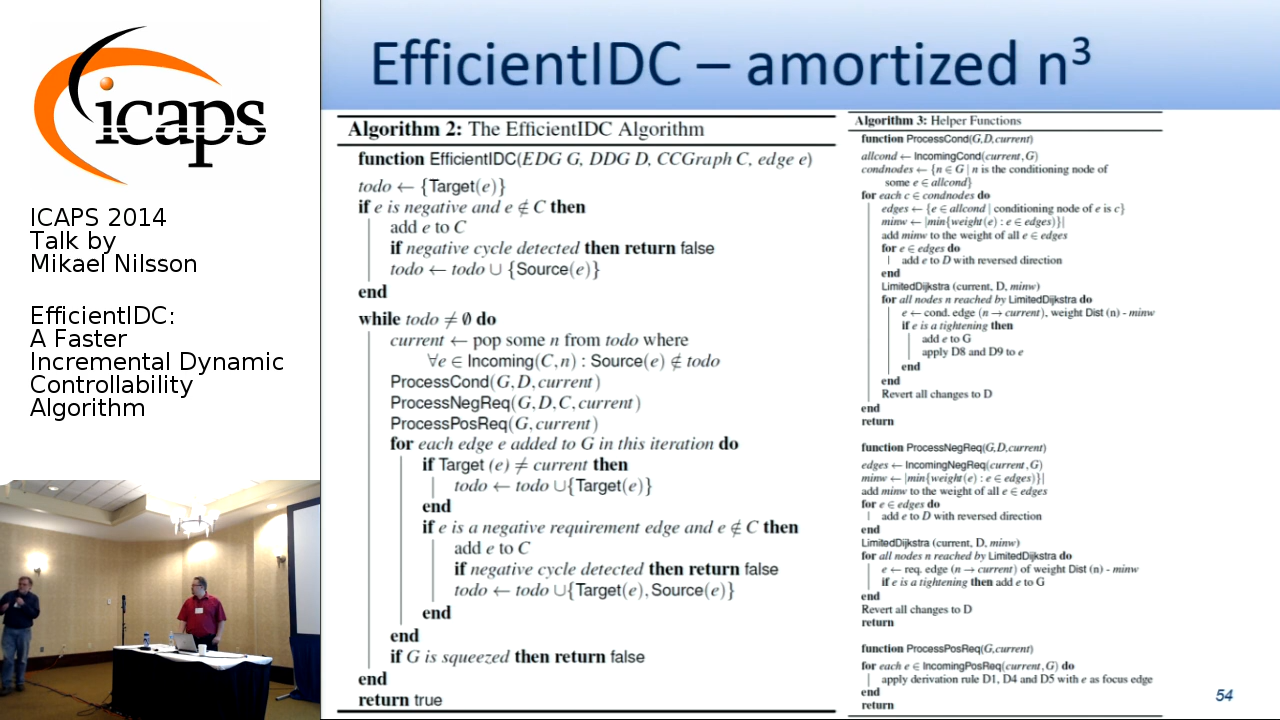 icaps
ICAPS 2014
Talk by
Mikael Nilsson
EfficientIDC:
A Faster
Incremental Dynamic
Controllability
Algorithm
EfficientIDC – amortized n³
Algorithm 2: The EfficientIDC Algorithm
function EfficientIDC(EDG G, DDG D, CCGraph C, edge e)
todo ← {Target(e)}
if e is negative and e ∉ C then
add e to C
if negative cycle detected then return false
todo ← todo ∪ {Source(e)}
end
while todo ≠ ∅ do
current ← pop some n from todo where
∀e ∈ Incoming(C, n) : Source(e) ∉ todo
ProcessCond(G, D, current)
ProcessNegReq(G, D, C, current)
ProcessPosReq(G, current)
for each edge e added to G in this iteration do
if Target (e) ≠ current then
todo ← todo ∪{Target(e)}
end
if e is a negative requirement edge and e ∉ C then
add e to C
if negative cycle detected then return false
todo ← todo ∪{Target(e), Source(e)}
end
end
if G is squeezed then return false
end
return true
Algorithm 3: Helper Functions
function ProcessCond(G,D,current)
allcond ← IncomingCond(current,G)
condnodes ← {n ∈ G | n is the conditioning node of
some e ∈ allcond}
for each c ∈ condnodes do
edges ← {e ∈ allcond | conditioning node of e is c}
minw ← |min{weight(e) : e ∈ edges)}|
add minw to the weight of all e ∈ edges
for e ∈ edges do
add e to D with reversed direction
end
LimitedDijkstra (current, D, minw)
for all nodes n reached by LimitedDijkstra do
e ← cond. edge (n → current), weight Dist (n) - minw
if e is a tightening then
add e to G
apply D8 and D9 to e
end
end
Revert all changes to D
end
return
function ProcessNegReq(G,D,current)
edges ← IncomingNegReq(current,G)
minw ← |min{weight(e) : e ∈ edges)}|
add minw to the weight of all e ∈ edges
for e ∈ edges do
add e to D with reversed direction
end
LimitedDijkstra (current, D, minw)
for all nodes n reached by LimitedDijkstra do
e ← req. edge (n → current) of weight Dist (n) - minw
if e is a tightening then add e to G
end
Revert all changes to D
return
function ProcessPosReq(G,current)
for each e ∈ IncomingPosReq(current,G) do
apply derivation rule D1, D4 and D5 with e as focus edge
end
return
54